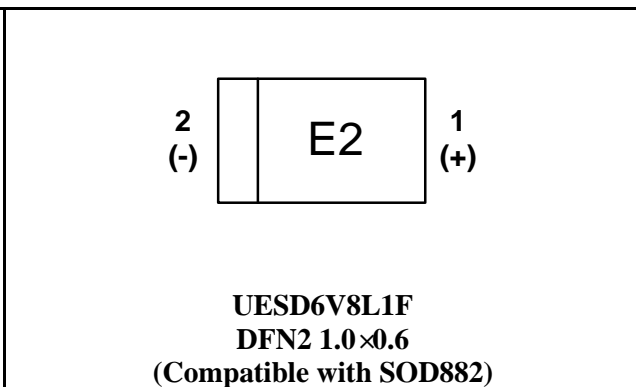 2 E2 1
(-) (+)
UESD6V8L1F
DFN2 1.0×0.6
(Compatible with SOD882)